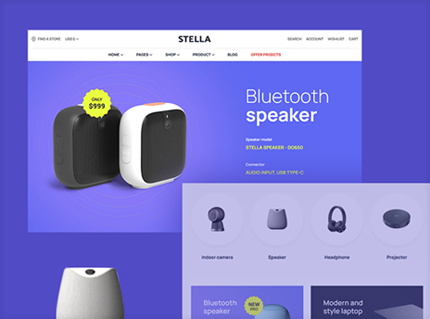 FIND A STORE USD $
STELLA
SEARCH ACCOUNT WISHLIST CART
HOME PAGES SHOP PRODUCT BLOG OFFER PRODCTS
ONLY
$999
Bluetooth
speaker
Speaker model
STELLA SPEAKER - DO650
Connector
AUDIO INPUT, USB TYPE-C
Indoor camera Speaker Headphone Projector
Bluetooth
speaker
NEW
PRO
Modern and
style laptop